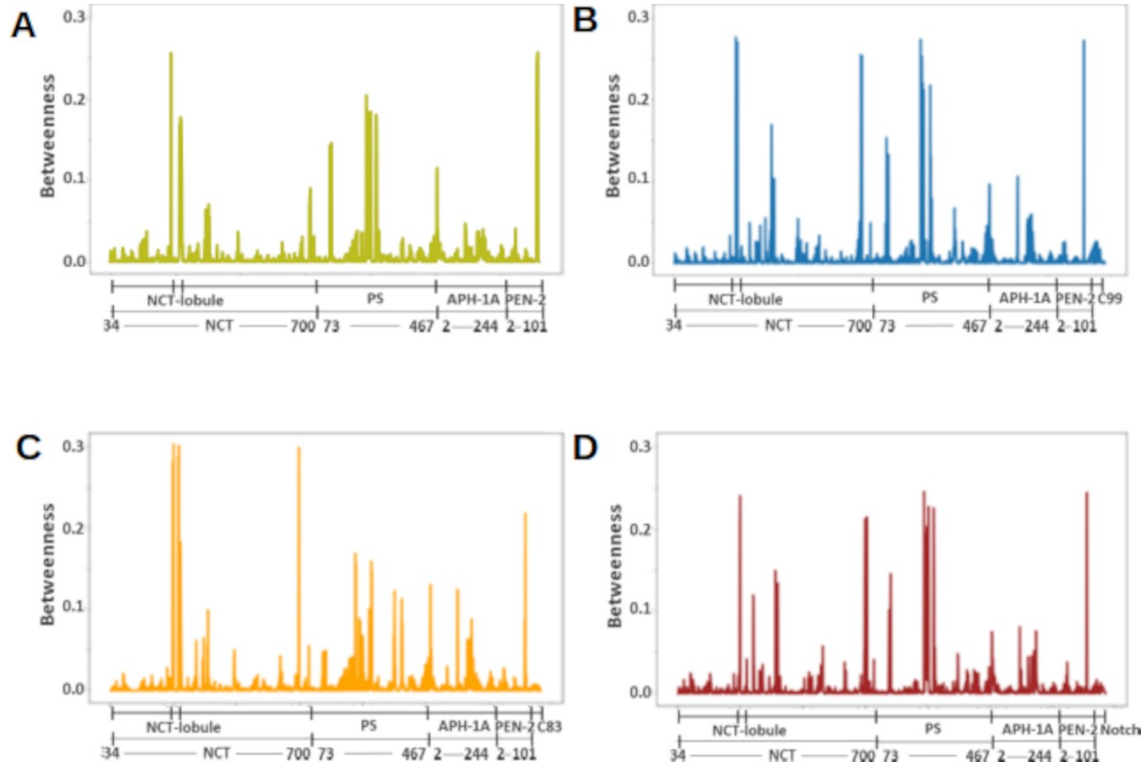 A
Betweenness
0.3
0.2
0.1
0.0
NCT-lobule PS APH-1A PEN-2
34 NCT 700 73 467 2 244 2-101
B
Betweenness
0.3
0.2
0.1
0.0
NCT-lobule PS APH-1A PEN-2 C99
34 NCT 700 73 467 2 244 2-101
C
Betweenness
0.3
0.2
0.1
0.0
NCT-lobule PS APH-1A PEN-2 C83
34 NCT 700 73 467 2 244 2-101
D
Betweenness
0.3
0.2
0.1
0.0
NCT-lobule PS APH-1A PEN-2 Notch
34 NCT 700 73 467 2 244 2-101